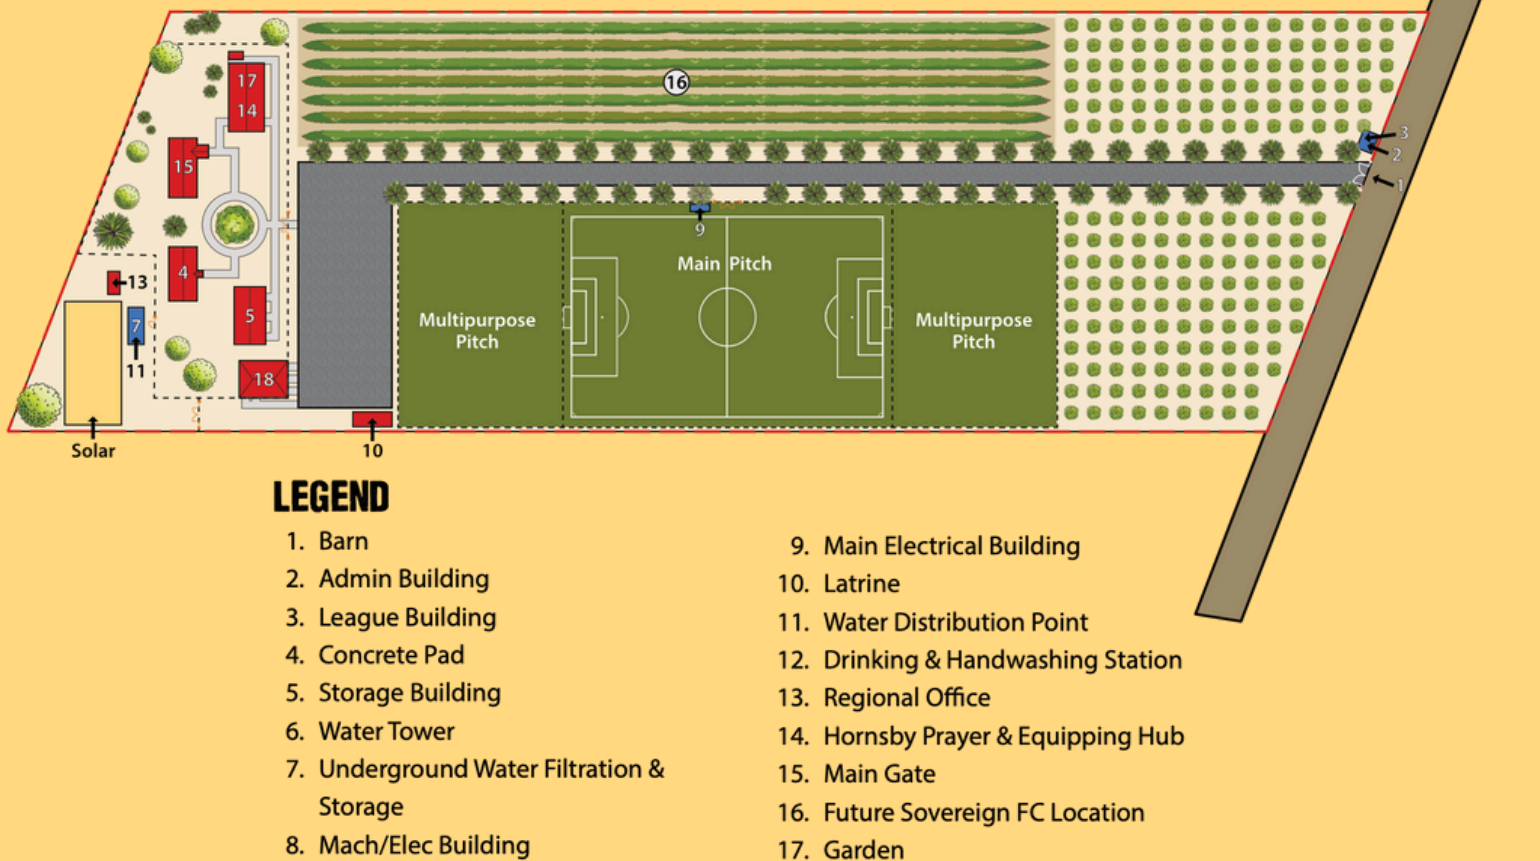 17
14
16
15
3
2
1
9
Main Pitch
4
13
5
7
Multipurpose
Pitch
Multipurpose
Pitch
11
18
Solar
10
LEGEND
1. Barn
2. Admin Building
3. League Building
4. Concrete Pad
5. Storage Building
6. Water Tower
7. Underground Water Filtration &
Storage
8. Mach/Elec Building
9. Main Electrical Building
10. Latrine
11. Water Distribution Point
12. Drinking & Handwashing Station
13. Regional Office
14. Hornsby Prayer & Equipping Hub
15. Main Gate
16. Future Sovereign FC Location
17. Garden